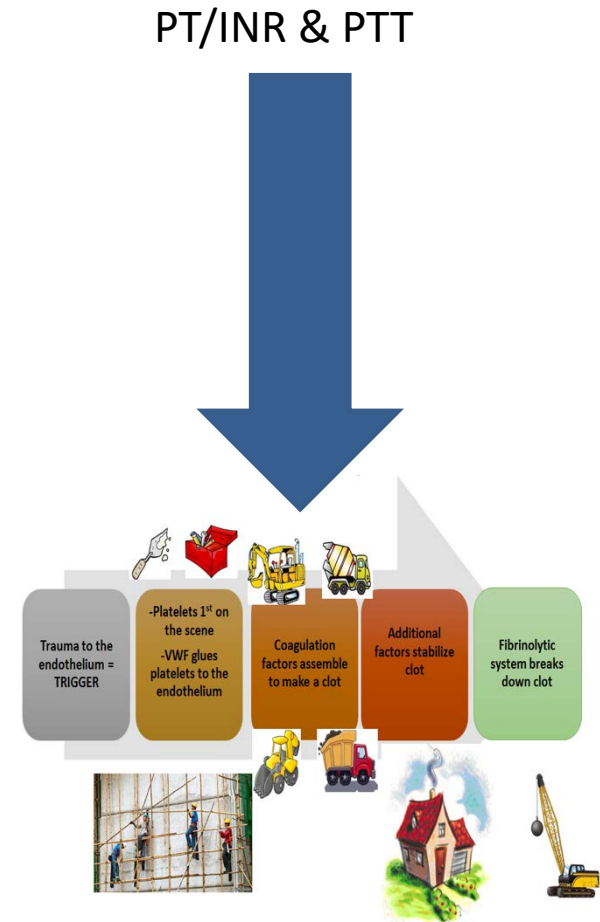 PT/INR & PTT
Trauma to the
endothelium =
TRIGGER
-Platelets 1st on
the scene
-VWF glues
platelets to the
endothelium
Coagulation
factors assemble
to make a clot
Additional
factors stabilize
clot
Fibrinolytic
system breaks
down clot